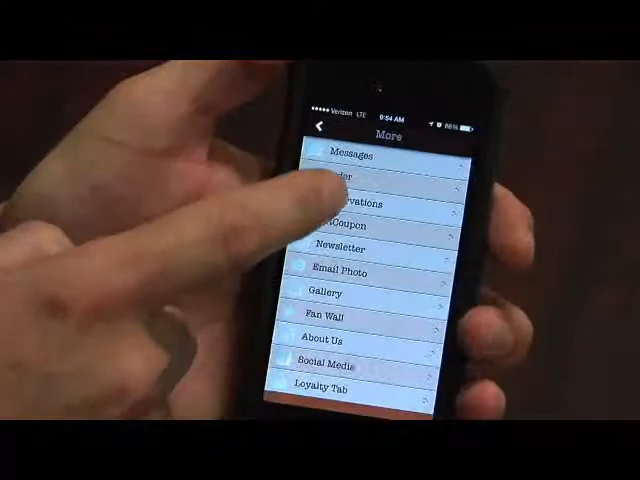 Verizon LTE 9:54 AM 86%
More
Messages
Newsletter
Email Photo
Gallery
Fan Wall
About Us
Social Media
Loyalty Tab